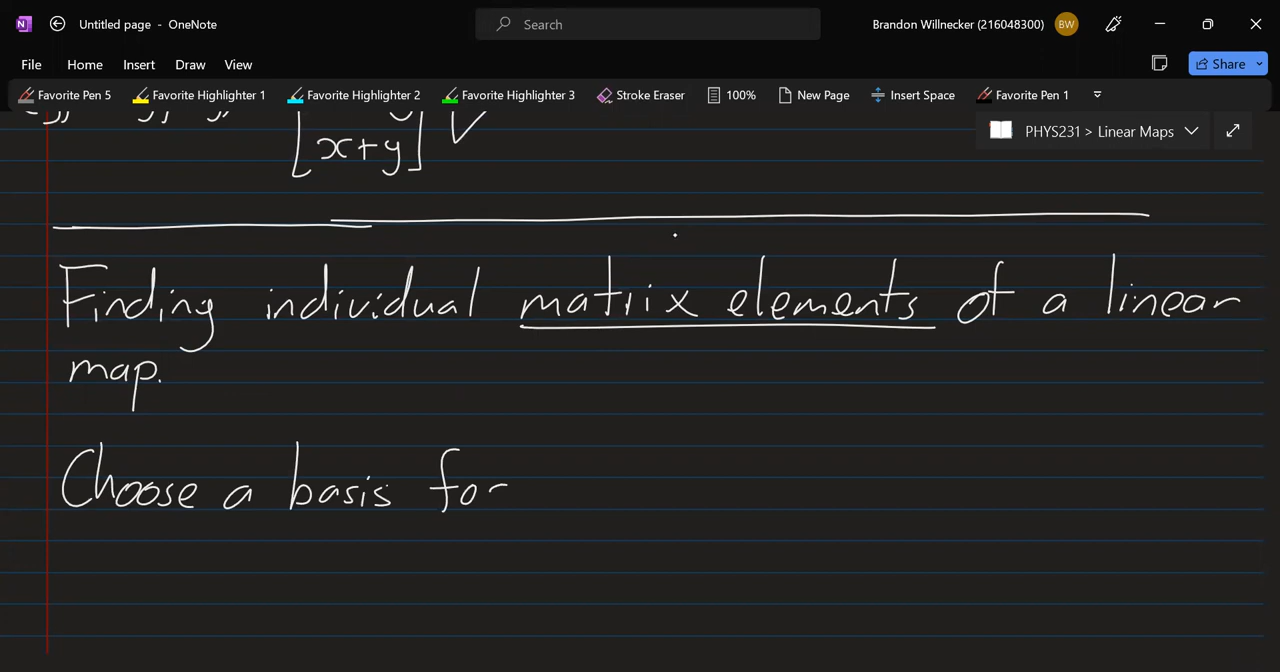 Untitled page - OneNote
Search
Brandon Willnecker (216048300)
BW
File Home Insert Draw View
Share
Favorite Pen 5 Favorite Highlighter 1 Favorite Highlighter 2 Favorite Highlighter 3 Stroke Eraser 100% New Page Insert Space Favorite Pen 1
PHYS231 > Linear Maps
x+y
Finding individual matrix elements of a linear
map.
Choose a basis for